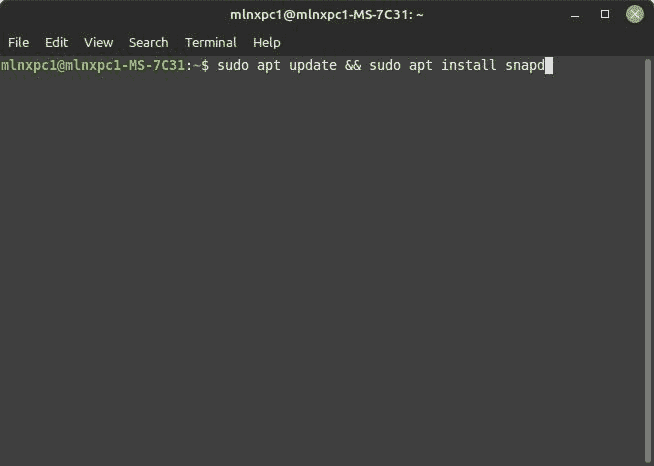 mlnxpc1@mlnxpc1-MS-7C31: ~
File Edit View Search Terminal Help
mlnxpc1@mlnxpc1-MS-7C31:~$ sudo apt update && sudo apt install snapd